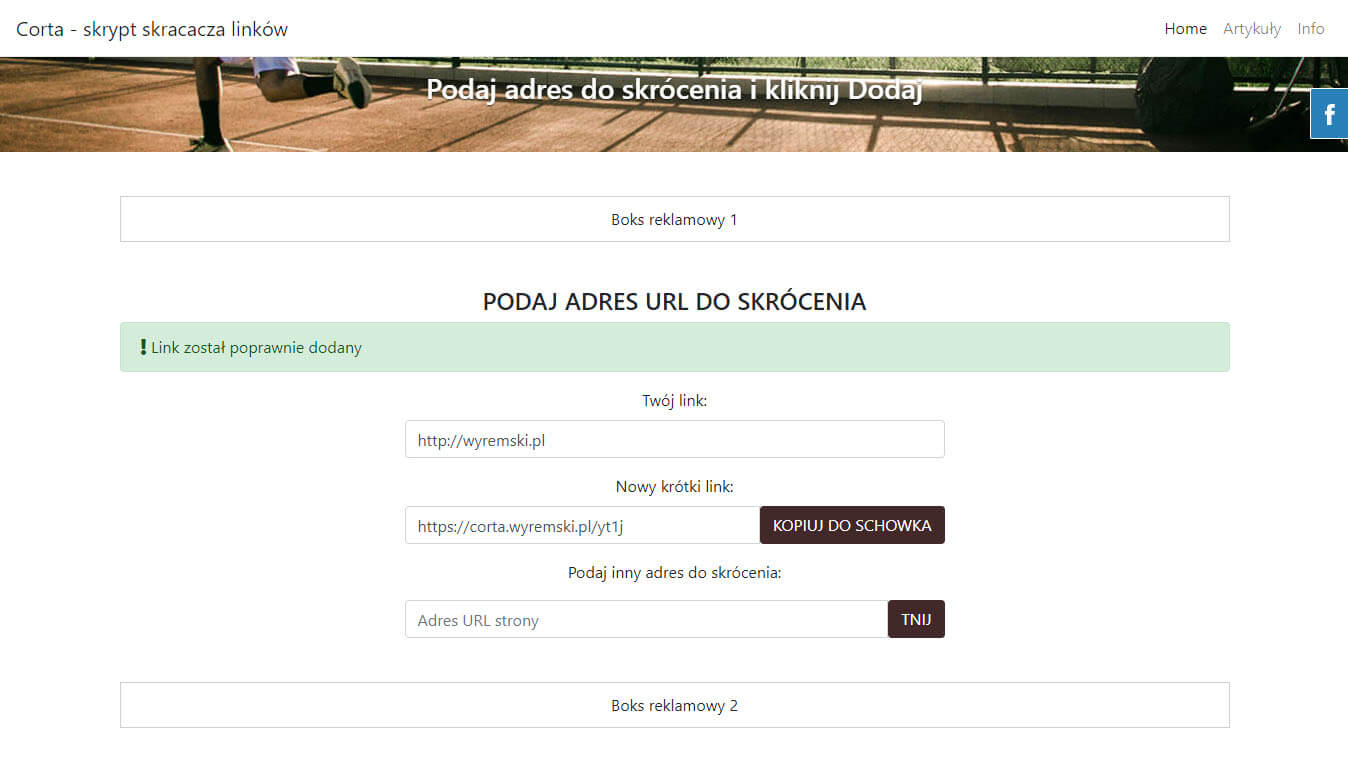 Corta - skrypt skracacza linków
Home Artykuły Info
Podaj adres do skrócenia i kliknij Dodaj
f
Boks reklamowy 1
PODAJ ADRES URL DO SKRÓCENIA
Link został poprawnie dodany
Twój link:
http://wyremski.pl
Nowy krótki link:
https://corta.wyremski.pl/yt1j KOPIUJ DO SCHOWKA
Podaj inny adres do skrócenia:
Adres URL strony TNIJ
Boks reklamowy 2